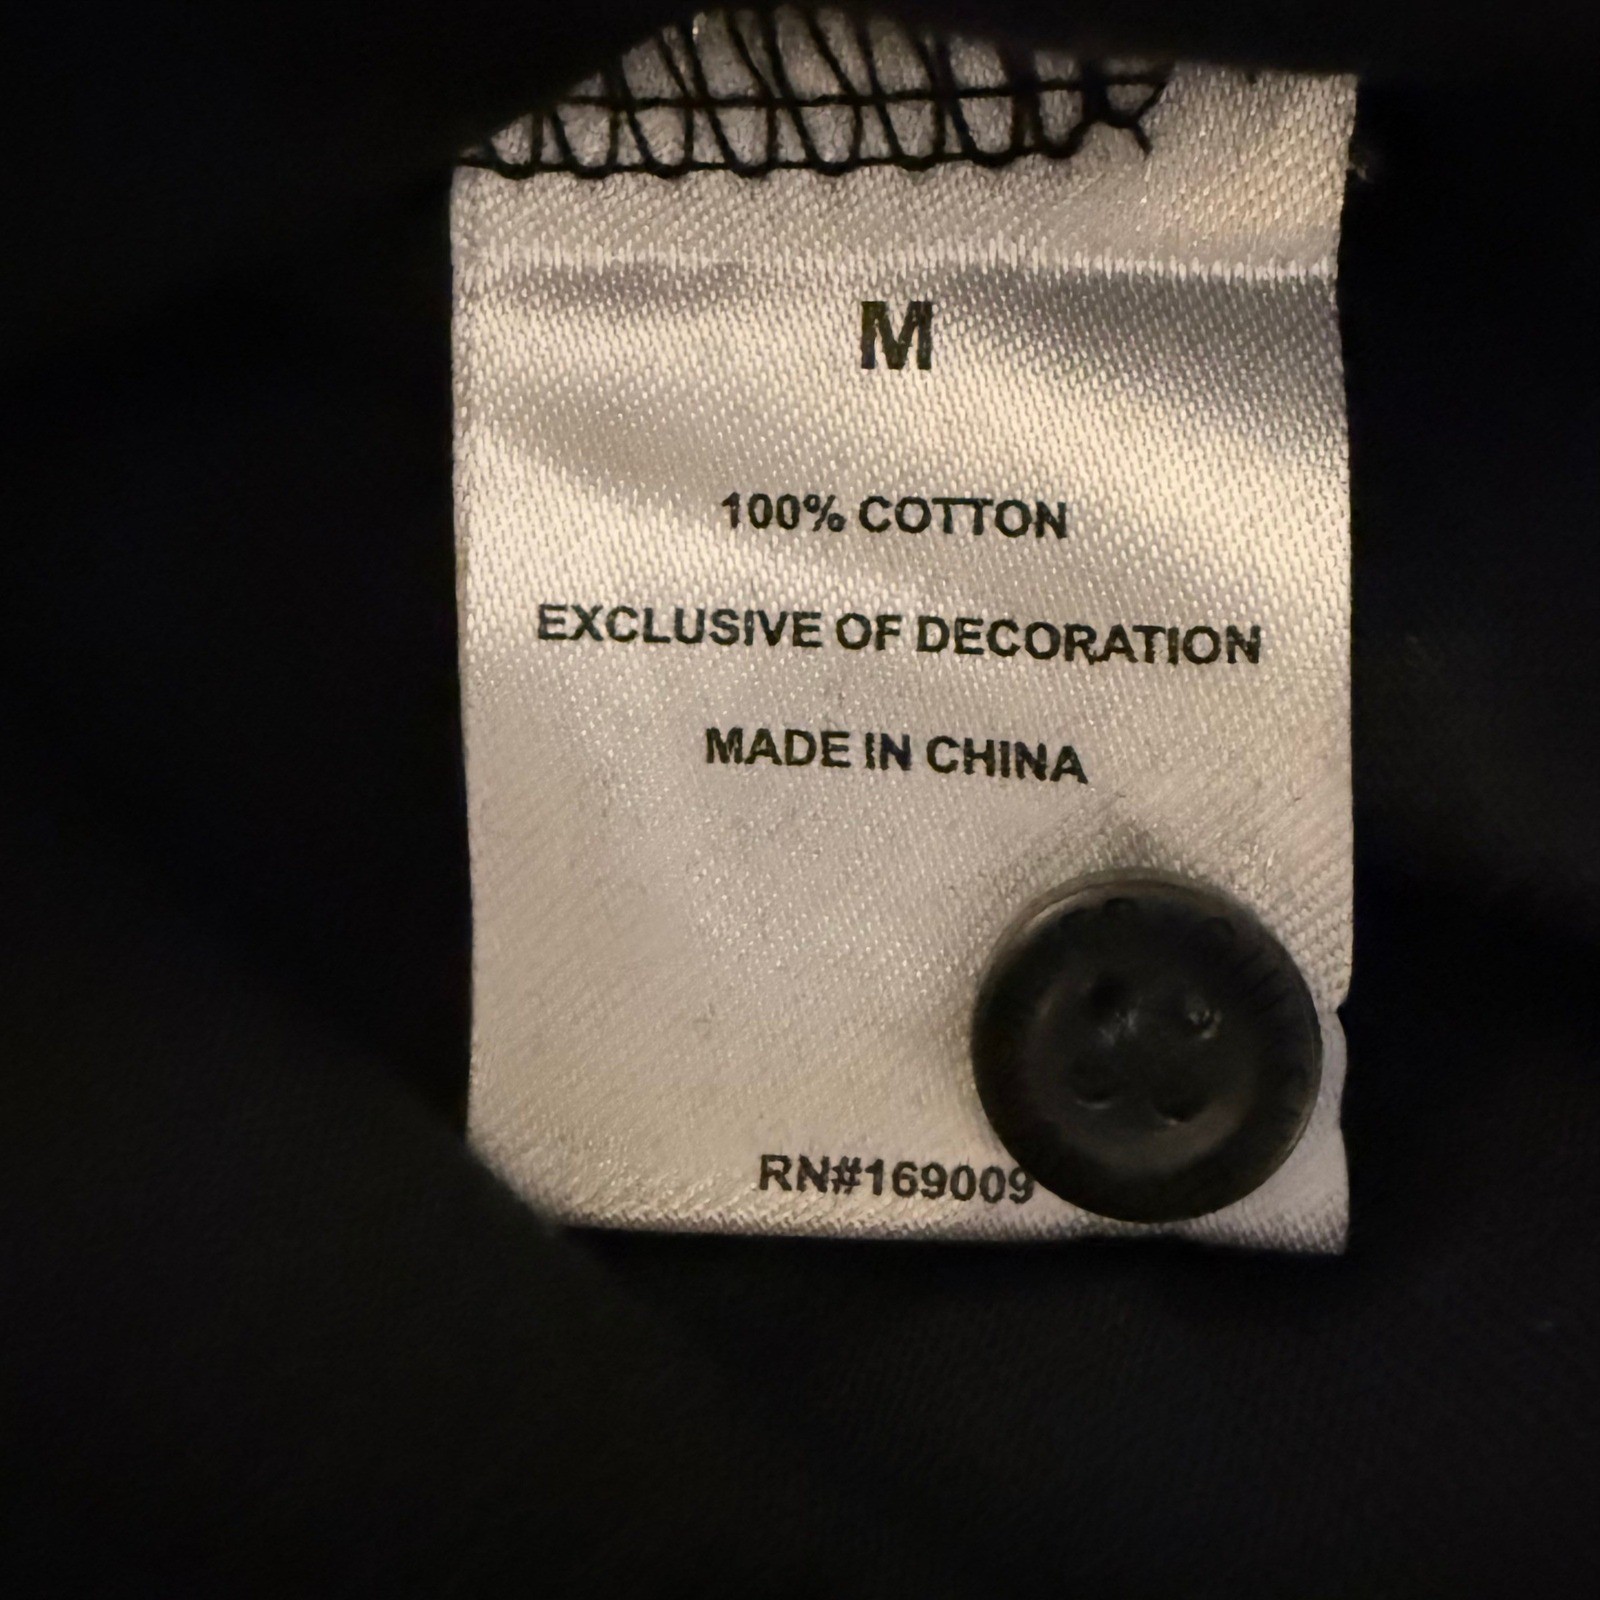 M
100% COTTON
EXCLUSIVE OF DECORATION
MADE IN CHINA
RN#169009